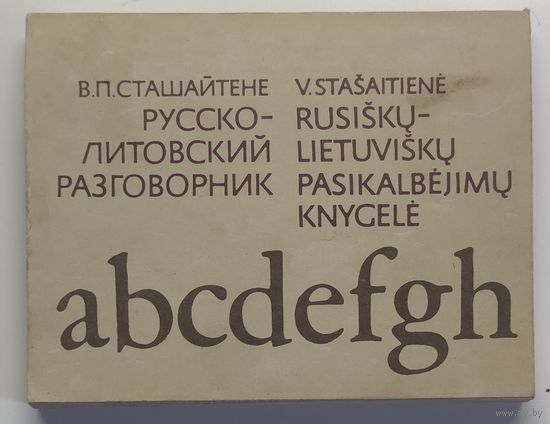 В.П.СТАШАЙТЕНЕ
РУССКО-
ЛИТОВСКИЙ
РАЗГОВОРНИК
V. STAŠAITIENĖ
RUSIŠKŲ-
LIETUVIŠKŲ
PASIKALBĖJIMŲ
KNYGELĖ
abcdefgh